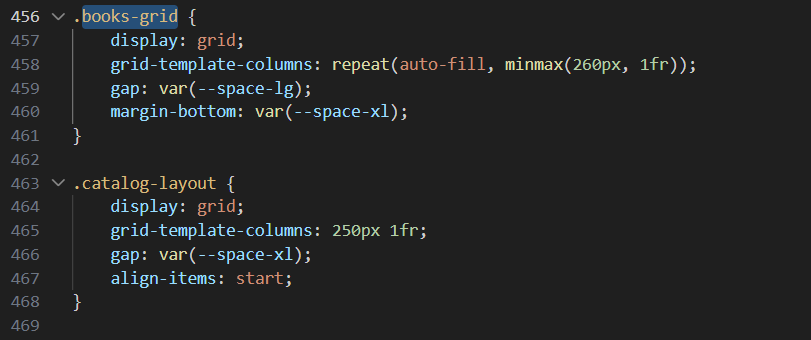 456 .books-grid {
457 display: grid;
458 grid-template-columns: repeat(auto-fill, minmax(260px, 1fr));
459 gap: var(--space-lg);
460 margin-bottom: var(--space-xl);
461 }
462
463 .catalog-layout {
464 display: grid;
465 grid-template-columns: 250px 1fr;
466 gap: var(--space-xl);
467 align-items: start;
468 }
469